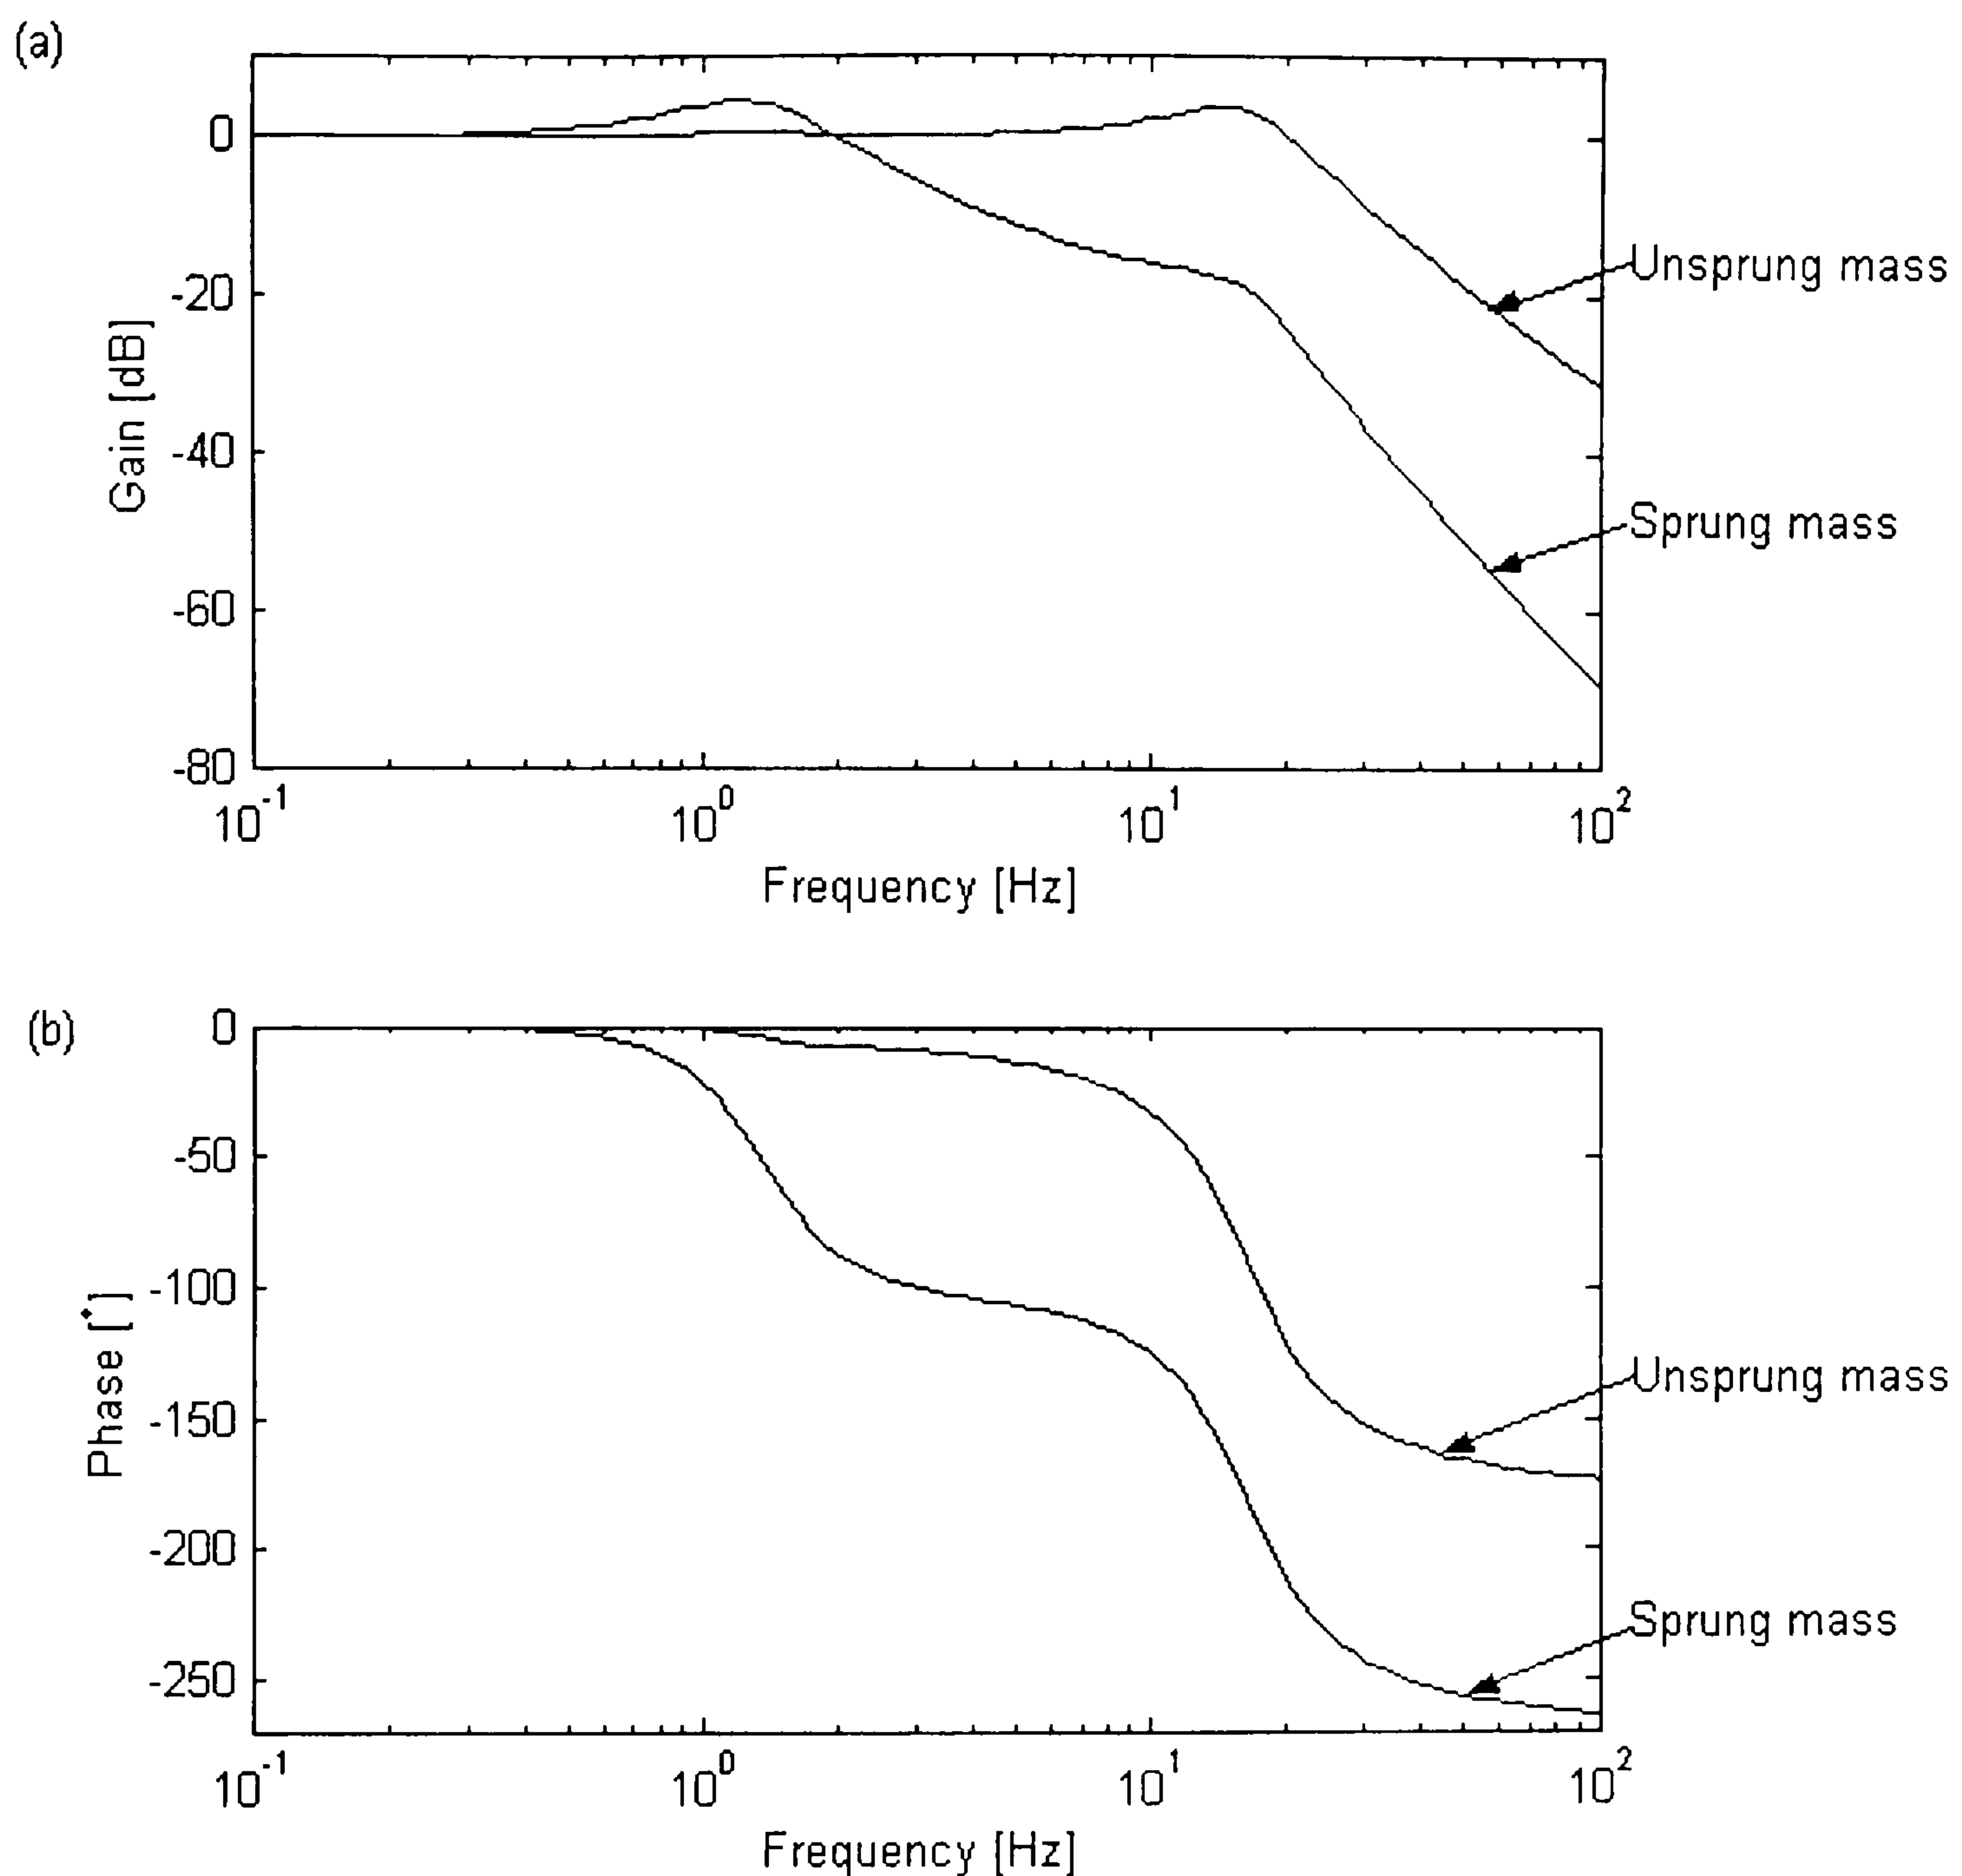 (a)
0
-20
-40
-60
-80
Gain [dB]
10^-1
10^0
10^1
10^2
Frequency [Hz]
Unsprung mass
Sprung mass
(b)
0
-50
-100
-150
-200
-250
Phase [°]
10^-1
10^0
10^1
10^2
Frequency [Hz]
Unsprung mass
Sprung mass